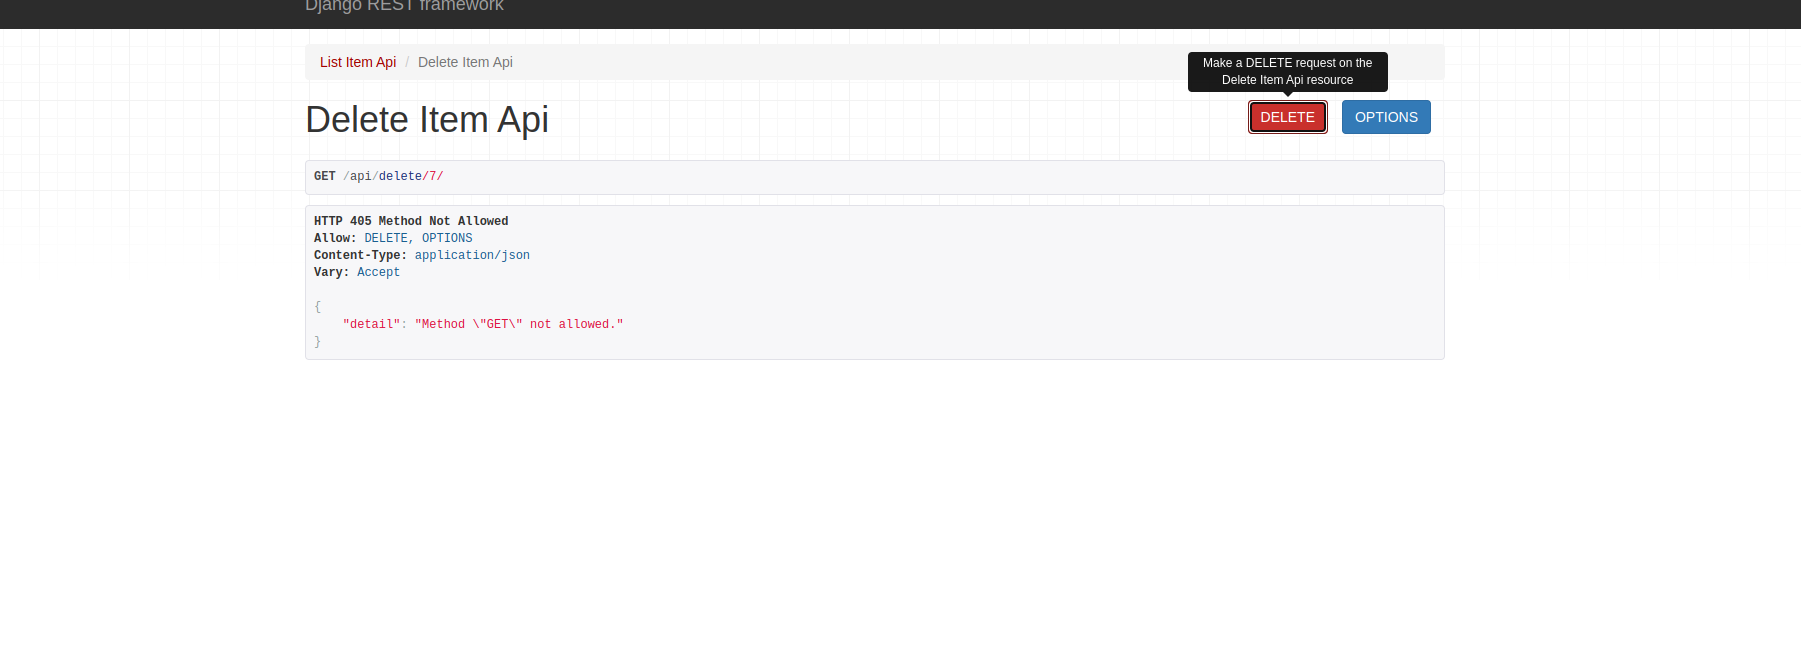 Django REST framework
List Item Api / Delete Item Api
Make a DELETE request on the
Delete Item Api resource
Delete Item Api
DELETE
OPTIONS
GET /api/delete/7/
HTTP 405 Method Not Allowed
Allow: DELETE, OPTIONS
Content-Type: application/json
Vary: Accept
{
    "detail": "Method \"GET\" not allowed."
}